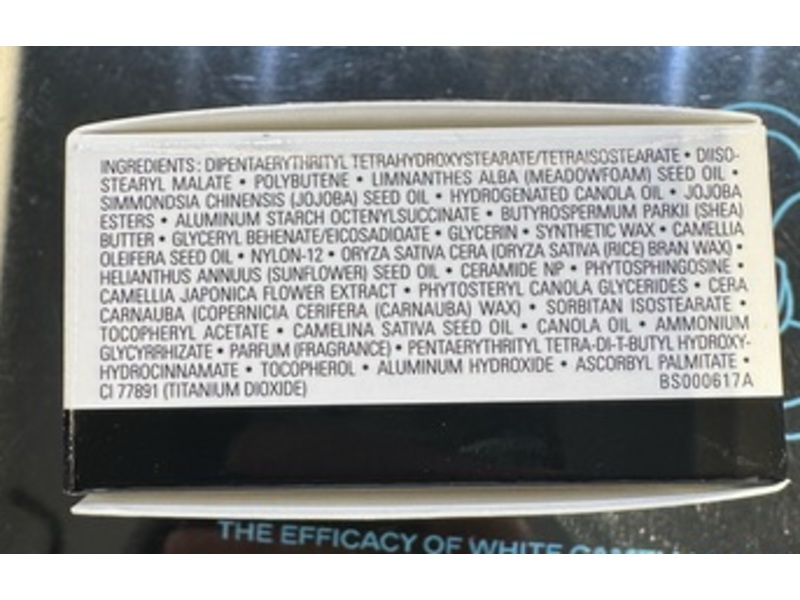 INGREDIENTS: DIPENTAERYTHRITYL TETRAHYDROXYSTEARATE/TETRAISOSTEARATE • DIISO-
STEARYL MALATE • POLYBUTENE • LIMNANTHES ALBA (MEADOWFOAM) SEED OIL •
SIMMONDSIA CHINENSIS (JOJOBA) SEED OIL • HYDROGENATED CANOLA OIL • JOJOBA
ESTERS • ALUMINUM STARCH OCTENYLSUCCINATE • BUTYROSPERMUM PARKII (SHEA)
BUTTER • GLYCERYL BEHENATE/EICOSADIOATE • GLYCERIN • SYNTHETIC WAX • CAMELLIA
OLEIFERA SEED OIL • NYLON-12 • ORYZA SATIVA CERA (ORYZA SATIVA (RICE) BRAN WAX) •
HELIANTHUS ANNUUS (SUNFLOWER) SEED OIL • CERAMIDE NP • PHYTOSPHINGOSINE •
CAMELLIA JAPONICA FLOWER EXTRACT • PHYTOSTERYL CANOLA GLYCERIDES • CERA
CARNAUBA (COPERNICIA CERIFERA (CARNAUBA) WAX) • SORBITAN ISOSTEARATE •
TOCOPHERYL ACETATE • CAMELINA SATIVA SEED OIL • CANOLA OIL • AMMONIUM
GLYCYRRHIZATE • PARFUM (FRAGRANCE) • PENTAERYTHRITYL TETRA-DI-T-BUTYL HYDROXY-
HYDROCINNAMATE • TOCOPHEROL • ALUMINUM HYDROXIDE • ASCORBYL PALMITATE •
CI 77891 (TITANIUM DIOXIDE) BS000617A
THE EFFICACY OF WHITE